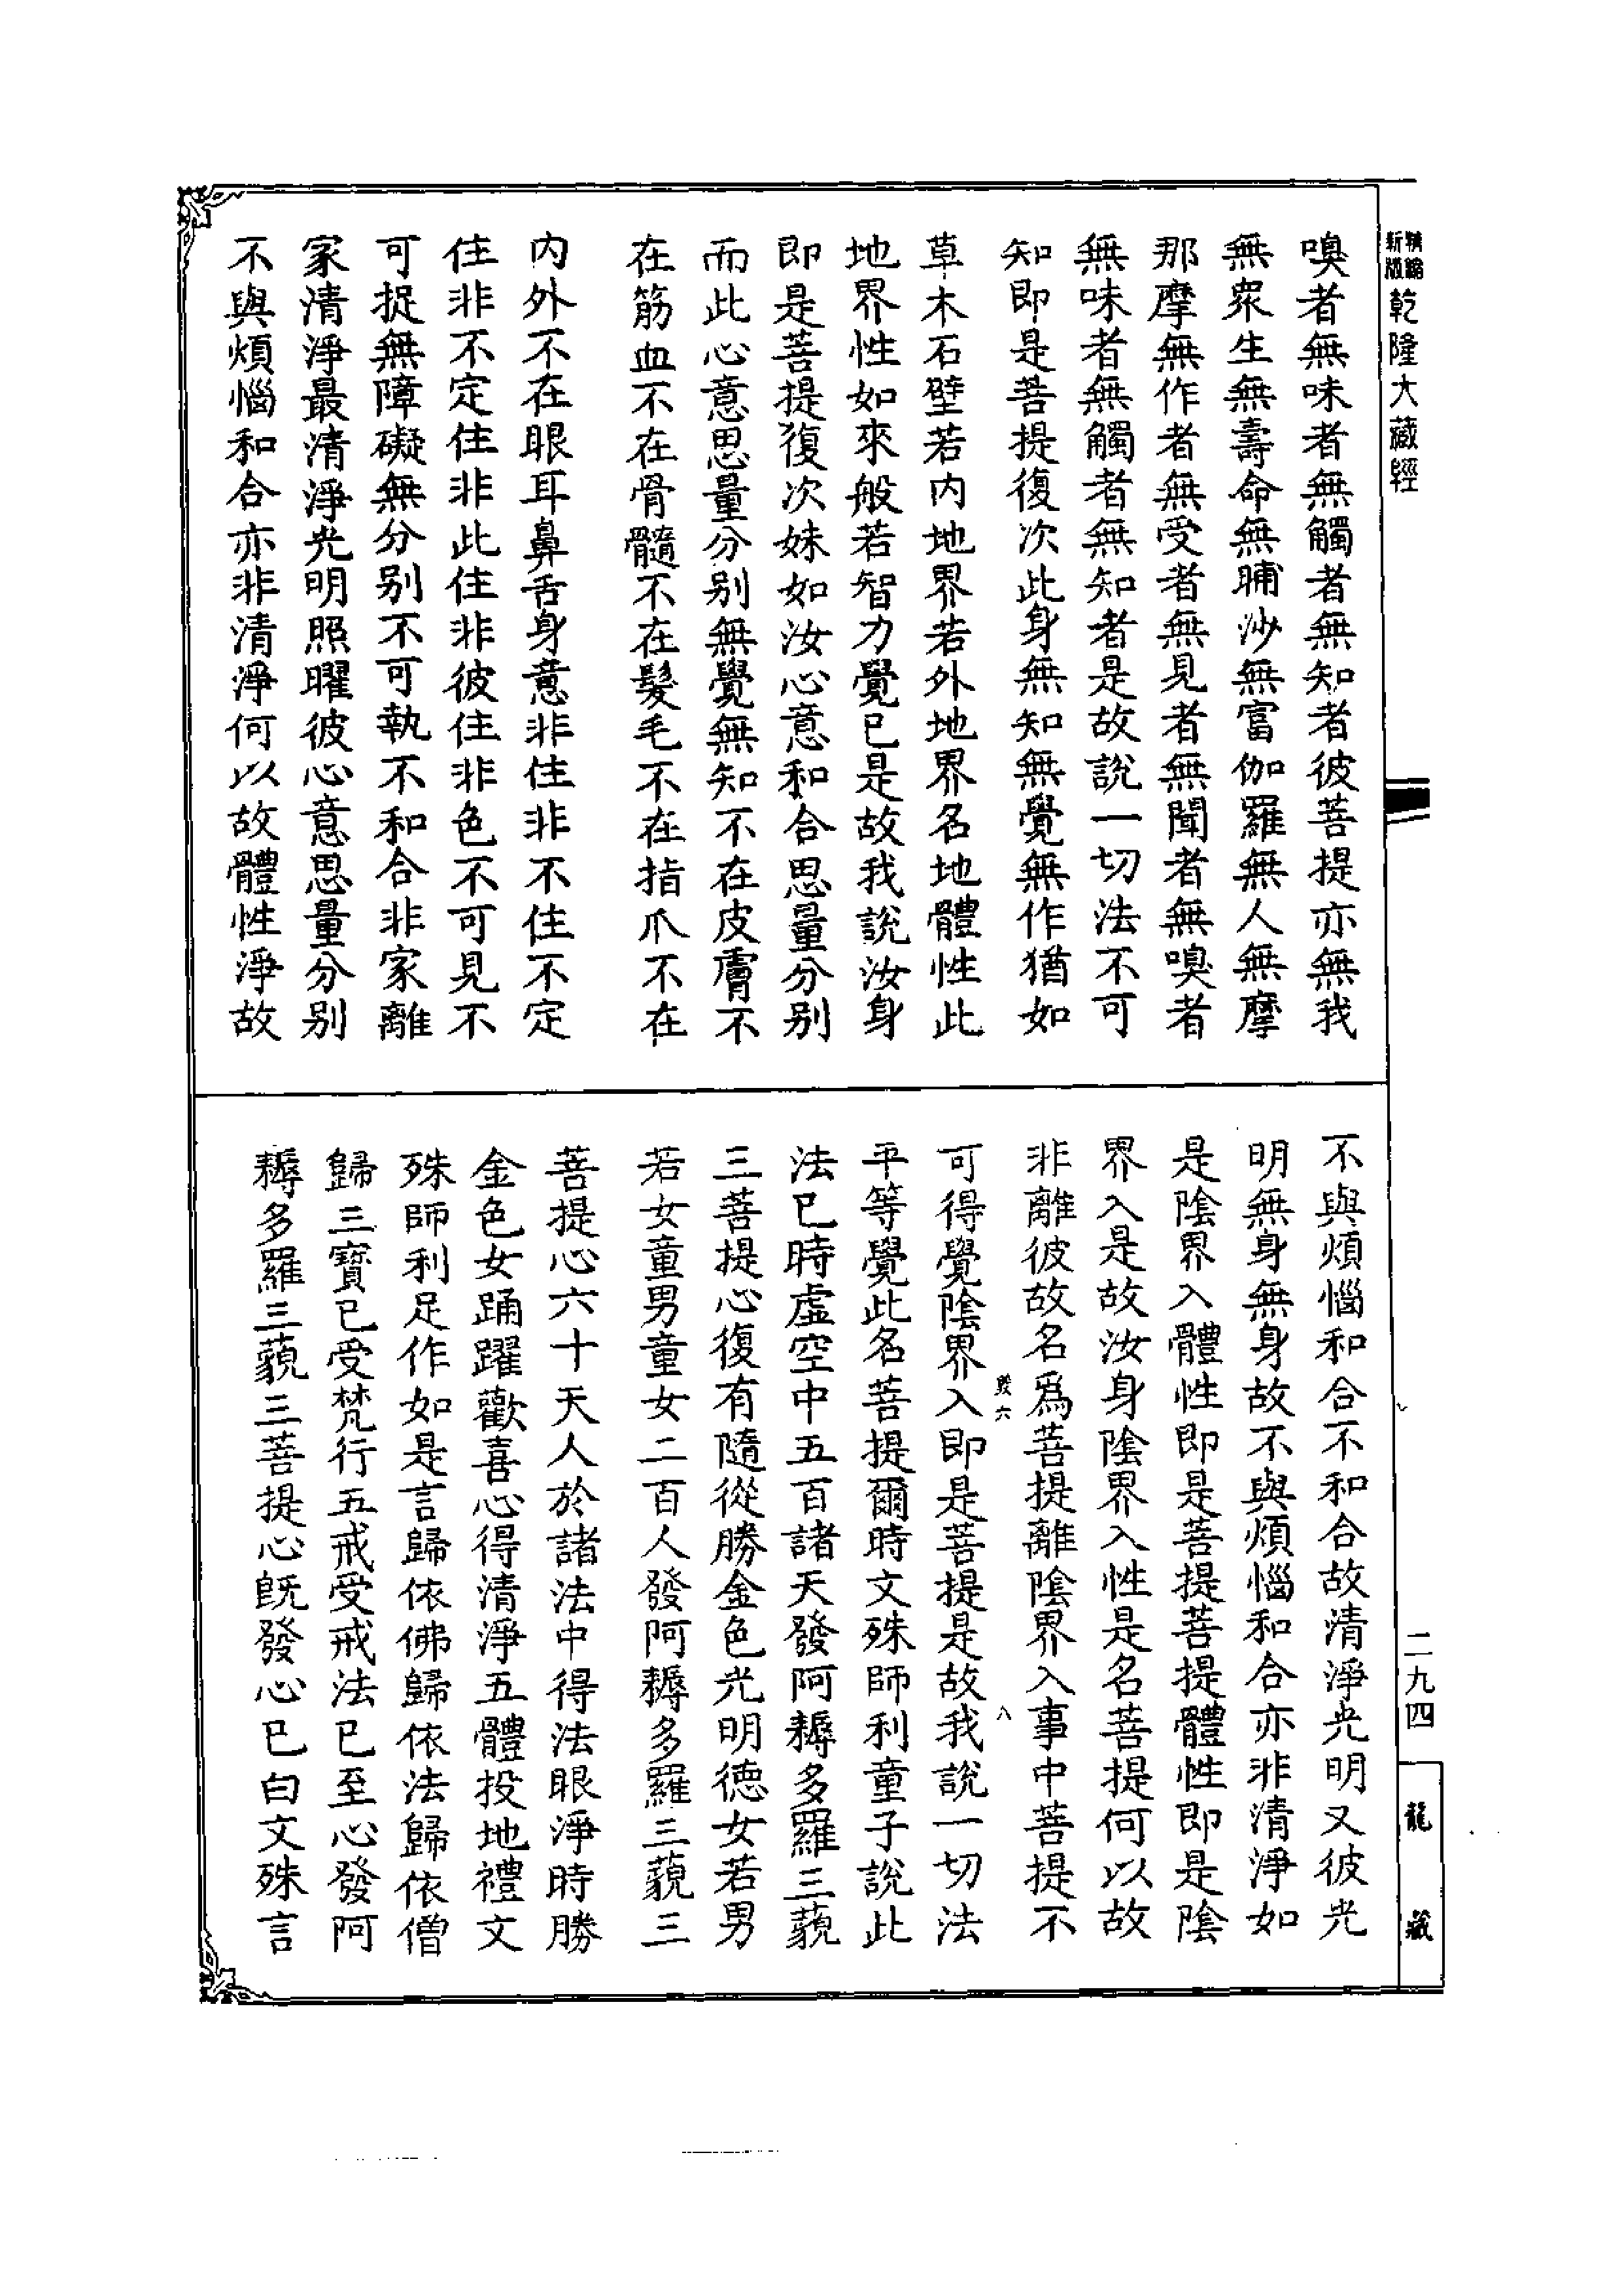 精縮新版乾隆大藏經
嗅者無味者無觸者無知者彼菩提亦無我
無眾生無壽命無晡沙無富伽羅無人無摩
那摩無作者無受者無見者無聞者無嗅者
無味者無觸者無知者是故說一切法不可
知即是菩提復次此身無知無覺無作猶如
草木石壁若內地界若外地界名地體性此
地界性如來般若智力覺已是故我說汝身
即是菩提復次妹如汝心意和合思量分別
而此心意思量分別無覺無知不在皮膚不
在筋血不在骨髓不在髮毛不在指爪不在
內外不在眼耳鼻舌身意非住非不住不定
住非不定住非此住非彼住非色不可見不
可捉無障礙無分別不可執不和合非家離
家清淨最清淨光明照曜彼心意思量分別
不與煩惱和合亦非清淨何以故體性淨故
不與煩惱和合不和合故清淨光明又彼光
明無身無身故不與煩惱和合亦非清淨如
是陰界入體性即是菩提菩提體性即是陰
界入是故汝身陰界入性是名菩提何以故
非離彼故名爲菩提離陰界入事中菩提不
可得覺陰界入即是菩提是故我說一切法
平等覺此名菩提爾時文殊師利童子說此
法已時虛空中五百諸天發阿耨多羅三藐
三菩提心復有隨從勝金色光明德女若男
若女童男童女二百人發阿耨多羅三藐三
菩提心六十天人於諸法中得法眼淨時勝
金色女踊躍歡喜心得清淨五體投地禮文
殊師利足作如是言歸依佛歸依法歸依僧
歸三寶已受梵行五戒受戒法已至心發阿
耨多羅三藐三菩提心旣發心已白文殊言
六
八
二九四
龍藏